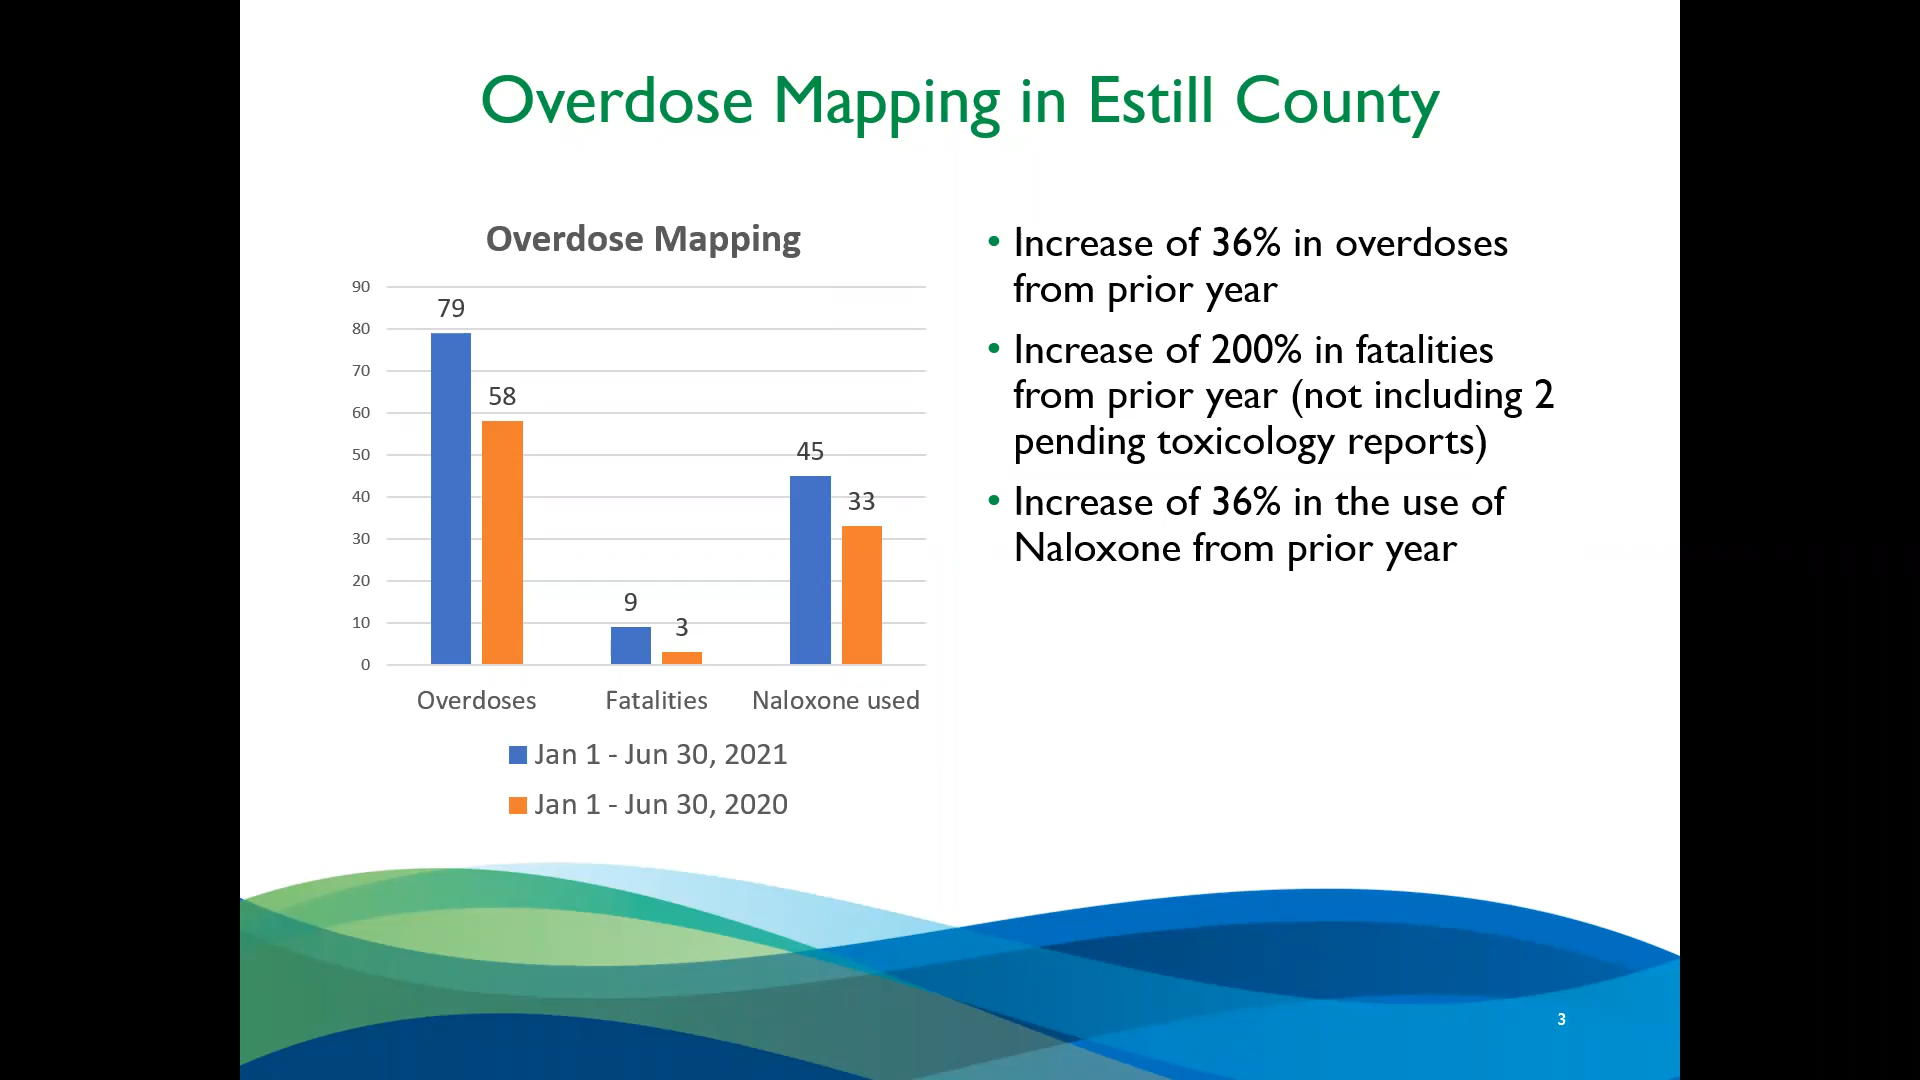 Overdose Mapping in Estill County
Overdose Mapping
90
80
70
60
50
40
30
20
10
0
79
58
9
3
45
33
Overdoses
Fatalities
Naloxone used
Jan 1 - Jun 30, 2021
Jan 1 - Jun 30, 2020
• Increase of 36% in overdoses
from prior year
• Increase of 200% in fatalities
from prior year (not including 2
pending toxicology reports)
• Increase of 36% in the use of
Naloxone from prior year
3